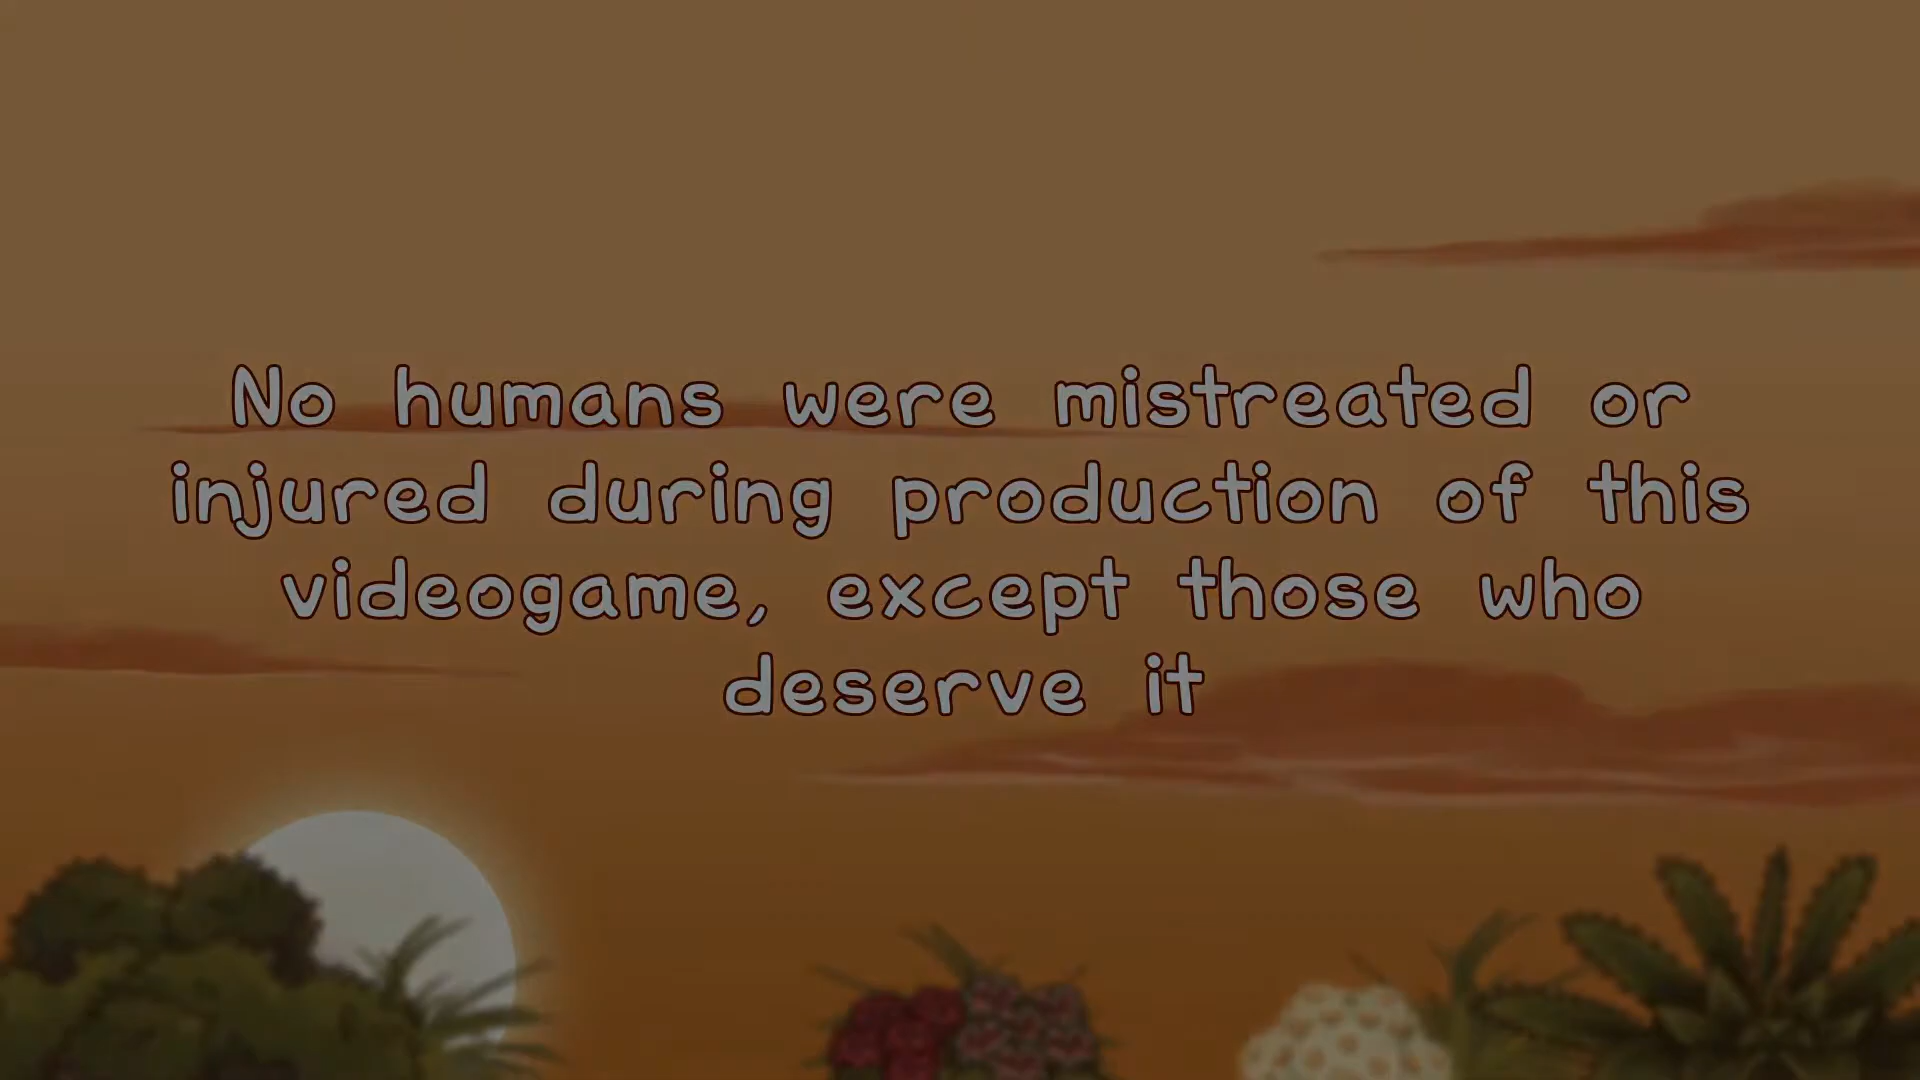 No humans were mistreated or
injured during production of this
videogame, except those who
deserve it